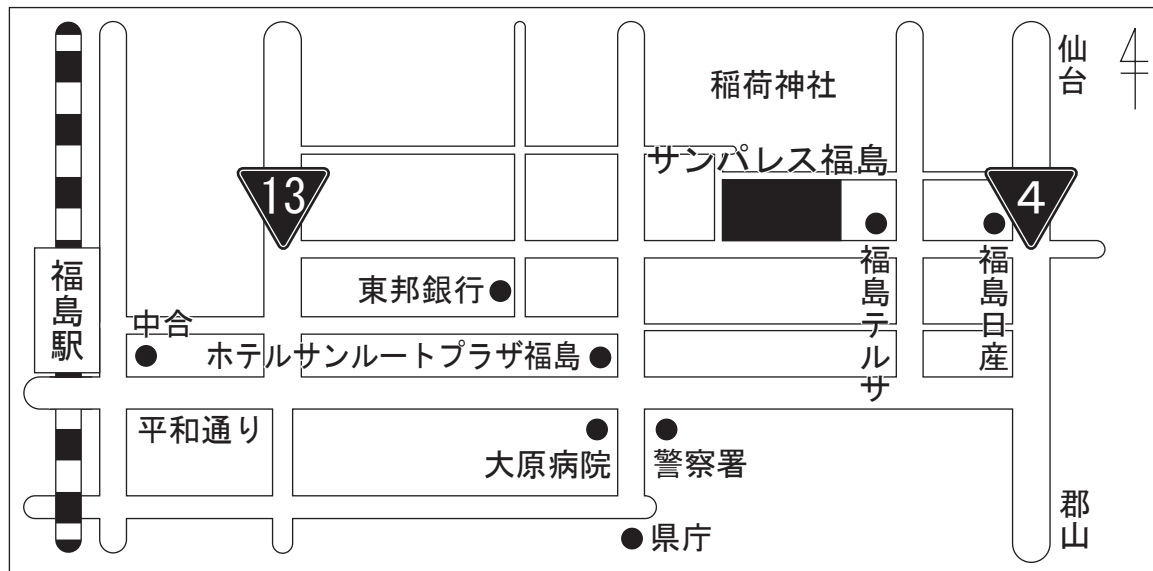 仙台
稲荷神社
サンパレス福島
13
4
福島駅
東邦銀行
福島テルサ
福島日産
中合
ホテルサンルートプラザ福島
平和通り
大原病院
警察署
県庁
郡山